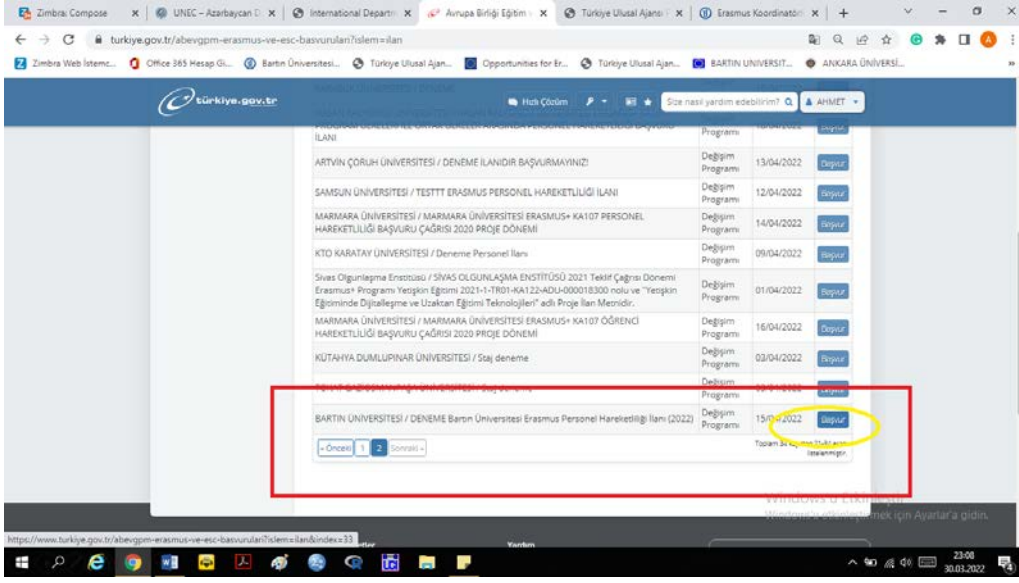 Zimbra: Compose
UNEC – Azərbaycan D
International Departm
Avrupa Birliği Eğitim v
Türkiye Ulusal Ajansı
Erasmus Koordinatör
turkiye.gov.tr/abevgpm-erasmus-ve-esc-basvurulari?islem=ilan
Zimbra Web İstemc...
Office 365 Hesap Gi...
Bartın Üniversitesi...
Türkiye Ulusal Ajan...
Opportunities for Er...
Türkiye Ulusal Ajan...
BARTIN UNIVERSIT...
ANKARA ÜNİVERSİ...
türkiye.gov.tr
Hızlı Çözüm
Size nasıl yardım edebilirim?
AHMET
İLANI
Programı
Başvur
ARTVİN ÇORUH ÜNİVERSİTESİ / DENEME İLANIDIR BAŞVURMAYINIZ!
Değişim
Programı
13/04/2022
Başvur
SAMSUN ÜNİVERSİTESİ / TESTTT ERASMUS PERSONEL HAREKETLİLİĞİ İLANI
Değişim
Programı
12/04/2022
Başvur
MARMARA ÜNİVERSİTESİ / MARMARA ÜNİVERSİTESİ ERASMUS+ KA107 PERSONEL
HAREKETLİLİĞİ BAŞVURU ÇAĞRISI 2020 PROJE DÖNEMİ
Değişim
Programı
14/04/2022
Başvur
KTO KARATAY ÜNİVERSİTESİ / Deneme Personel İlanı
Değişim
Programı
09/04/2022
Başvur
Sivas Olgunlaşma Enstitüsü / SİVAS OLGUNLAŞMA ENSTİTÜSÜ 2021 Teklif Çağrısı Dönemi
Erasmus+ Programı Yetişkin Eğitimi 2021-1-TR01-KA122-ADU-000018300 nolu ve "Yetişkin
Eğitiminde Dijitalleşme ve Uzaktan Eğitimi Teknolojileri" adlı Proje İlan Metnidir.
Değişim
Programı
01/04/2022
Başvur
MARMARA ÜNİVERSİTESİ / MARMARA ÜNİVERSİTESİ ERASMUS+ KA107 ÖĞRENCİ
HAREKETLİLİĞİ BAŞVURU ÇAĞRISI 2020 PROJE DÖNEMİ
Değişim
Programı
16/04/2022
Başvur
KÜTAHYA DUMLUPINAR ÜNİVERSİTESİ / Staj deneme
Değişim
Programı
03/04/2022
Başvur
Değişim
Programı
Başvur
BARTIN ÜNİVERSİTESİ / DENEME Bartın Üniversitesi Erasmus Personel Hareketliliği İlanı (2022)
Değişim
Programı
15/04/2022
Başvur
« Önceki 1 2 Sonraki »
listelenmiştir.
Windows'u Etkinleştir
Windows'u etkinleştirmek için Ayarlar'a gidin.
https://www.turkiye.gov.tr/abevgpm-erasmus-ve-esc-basvurulari?islem=ilan&index=33
Yardım
23:08
30.03.2022